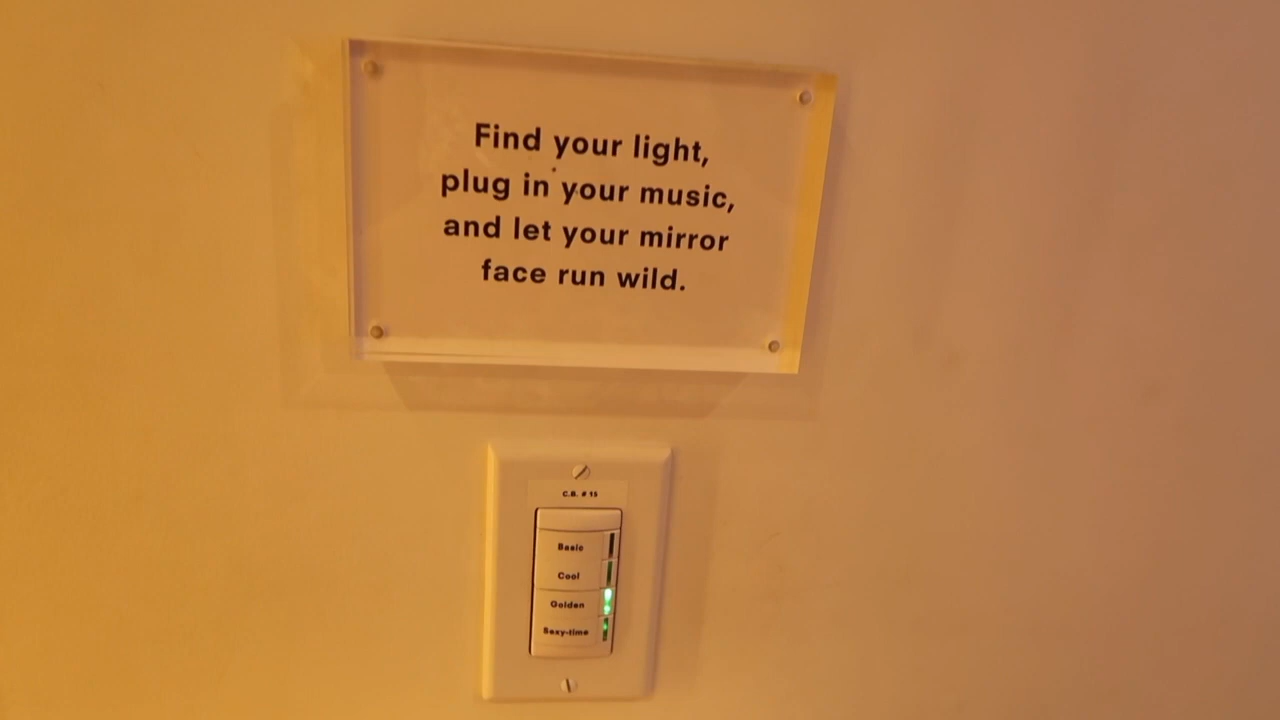 Find your light,
plug in your music,
and let your mirror
face run wild.
C.B. # 15
Basic
Cool
Golden
Sexy-time